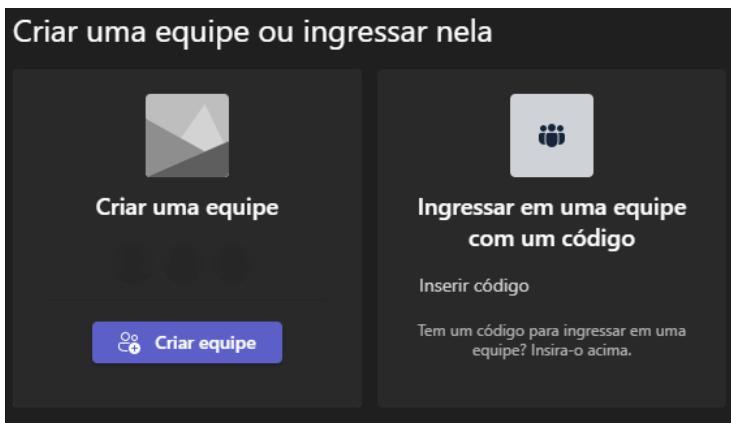 Criar uma equipe ou ingressar nela
Criar uma equipe
Criar equipe
Ingressar em uma equipe
com um código
Inserir código
Tem um código para ingressar em uma
equipe? Insira-o acima.